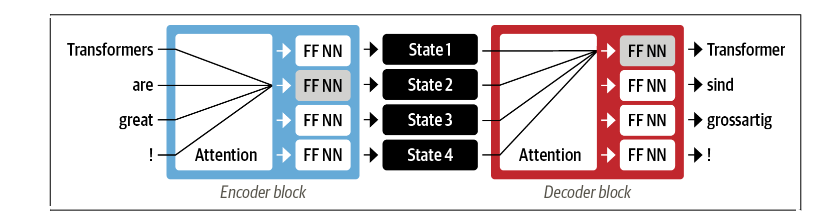 Transformers FF NN State 1 FF NN Transformer
are FF NN State 2 FF NN sind
great FF NN State 3 FF NN grossartig
! Attention FF NN State 4 Attention FF NN !
Encoder block Decoder block